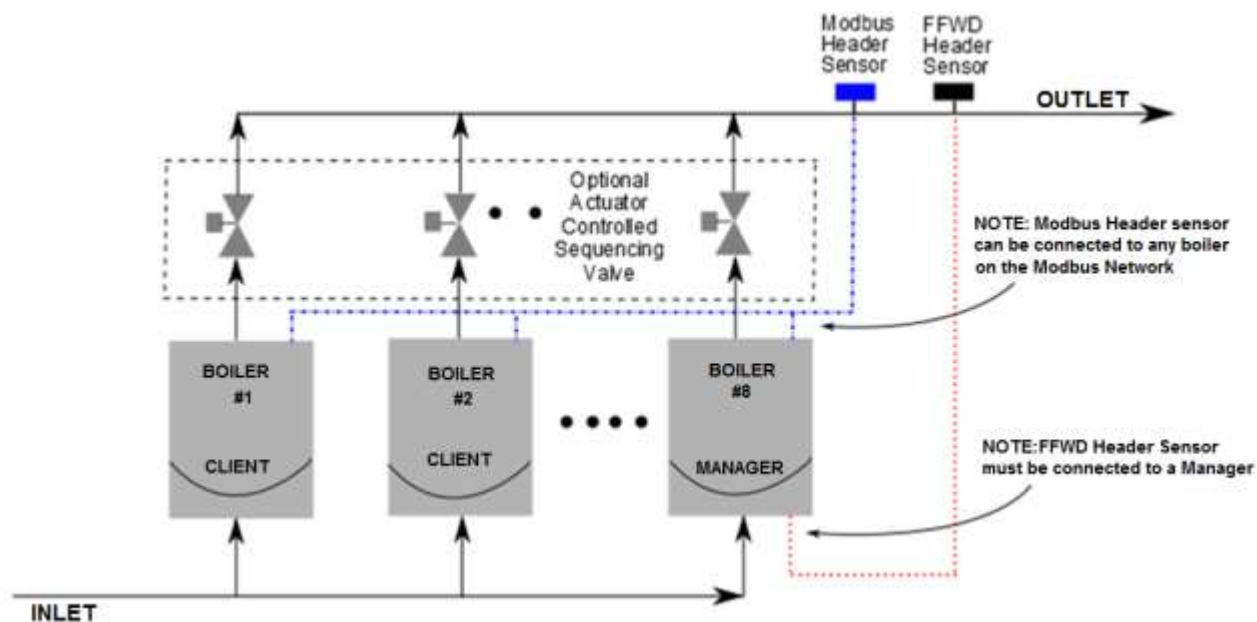 Modbus
Header
Sensor
FFWD
Header
Sensor
OUTLET
Optional
Actuator
Controlled
Sequencing
Valve
NOTE: Modbus Header sensor
can be connected to any boiler
on the Modbus Network
BOILER
#1
CLIENT
BOILER
#2
CLIENT
BOILER
#8
MANAGER
NOTE:FFWD Header Sensor
must be connected to a Manager
INLET